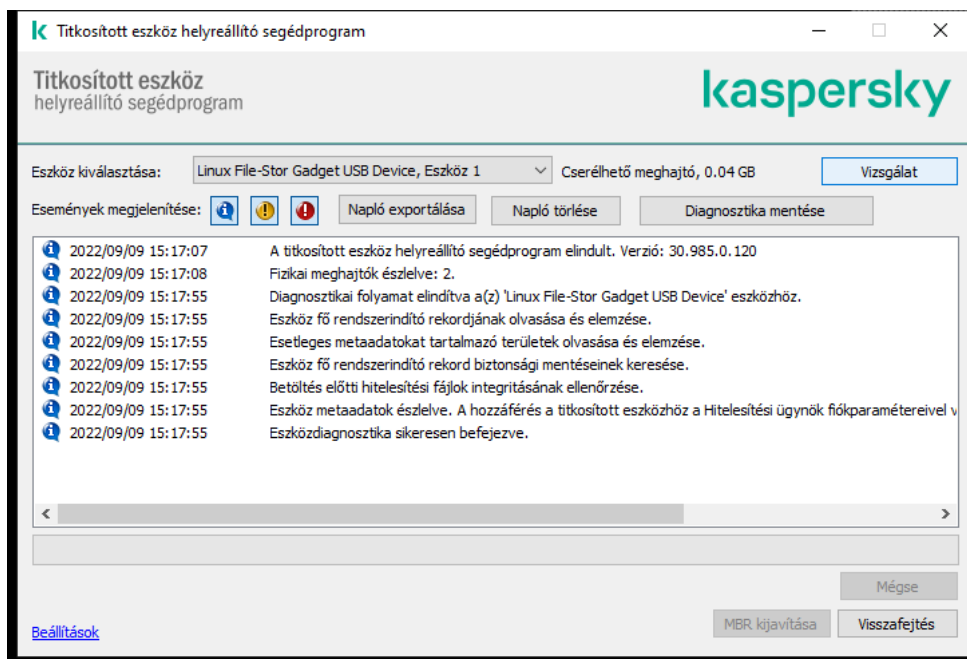 Titkosított eszköz helyreállító segédprogram
Titkosított eszköz
helyreállító segédprogram
kaspersky
Eszköz kiválasztása: Linux File-Stor Gadget USB Device, Eszköz 1 Cserélhető meghajtó, 0.04 GB Vizsgálat
Események megjelenítése: Napló exportálása Napló törlése Diagnosztika mentése
2022/09/09 15:17:07 A titkosított eszköz helyreállító segédprogram elindult. Verzió: 30.985.0.120
2022/09/09 15:17:08 Fizikai meghajtók észlelve: 2.
2022/09/09 15:17:55 Diagnosztikai folyamat elindítva a(z) 'Linux File-Stor Gadget USB Device' eszközhöz.
2022/09/09 15:17:55 Eszköz fő rendszerindító rekordjának olvasása és elemzése.
2022/09/09 15:17:55 Esetleges metaadatokat tartalmazó területek olvasása és elemzése.
2022/09/09 15:17:55 Eszköz fő rendszerindító rekord biztonsági mentéseinek keresése.
2022/09/09 15:17:55 Betöltés előtti hitelesítési fájlok integritásának ellenőrzése.
2022/09/09 15:17:55 Eszköz metaadatok észlelve. A hozzáférés a titkosított eszközhöz a Hitelesítési ügynök fiókparamétereivel v
2022/09/09 15:17:55 Eszközdiagnosztika sikeresen befejezve.
Mégse
Beállítások MBR kijavítása Visszafejtés